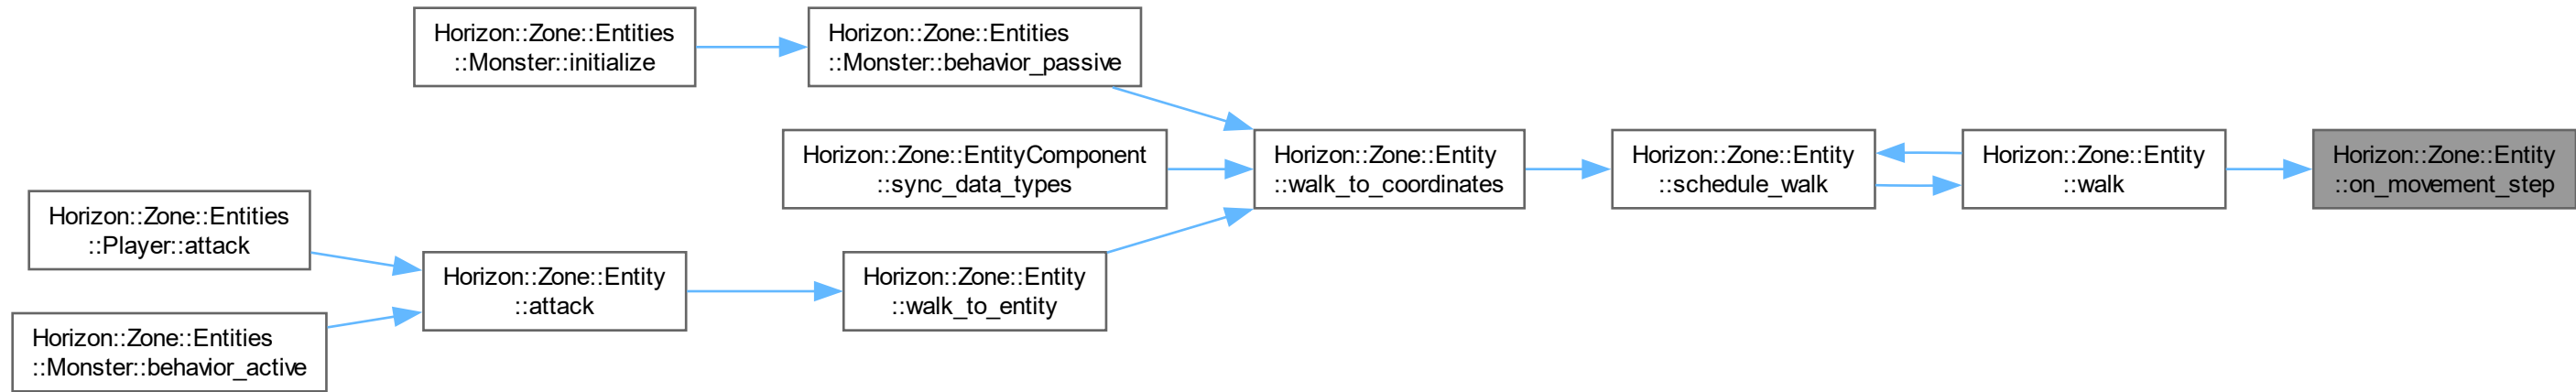 Horizon::Zone::Entities
::Monster::initialize
Horizon::Zone::Entities
::Monster::behavior_passive
Horizon::Zone::EntityComponent
::sync_data_types
Horizon::Zone::Entity
::walk_to_coordinates
Horizon::Zone::Entity
::schedule_walk
Horizon::Zone::Entity
::walk
Horizon::Zone::Entity
::on_movement_step
Horizon::Zone::Entities
::Player::attack
Horizon::Zone::Entity
::attack
Horizon::Zone::Entity
::walk_to_entity
Horizon::Zone::Entities
::Monster::behavior_active